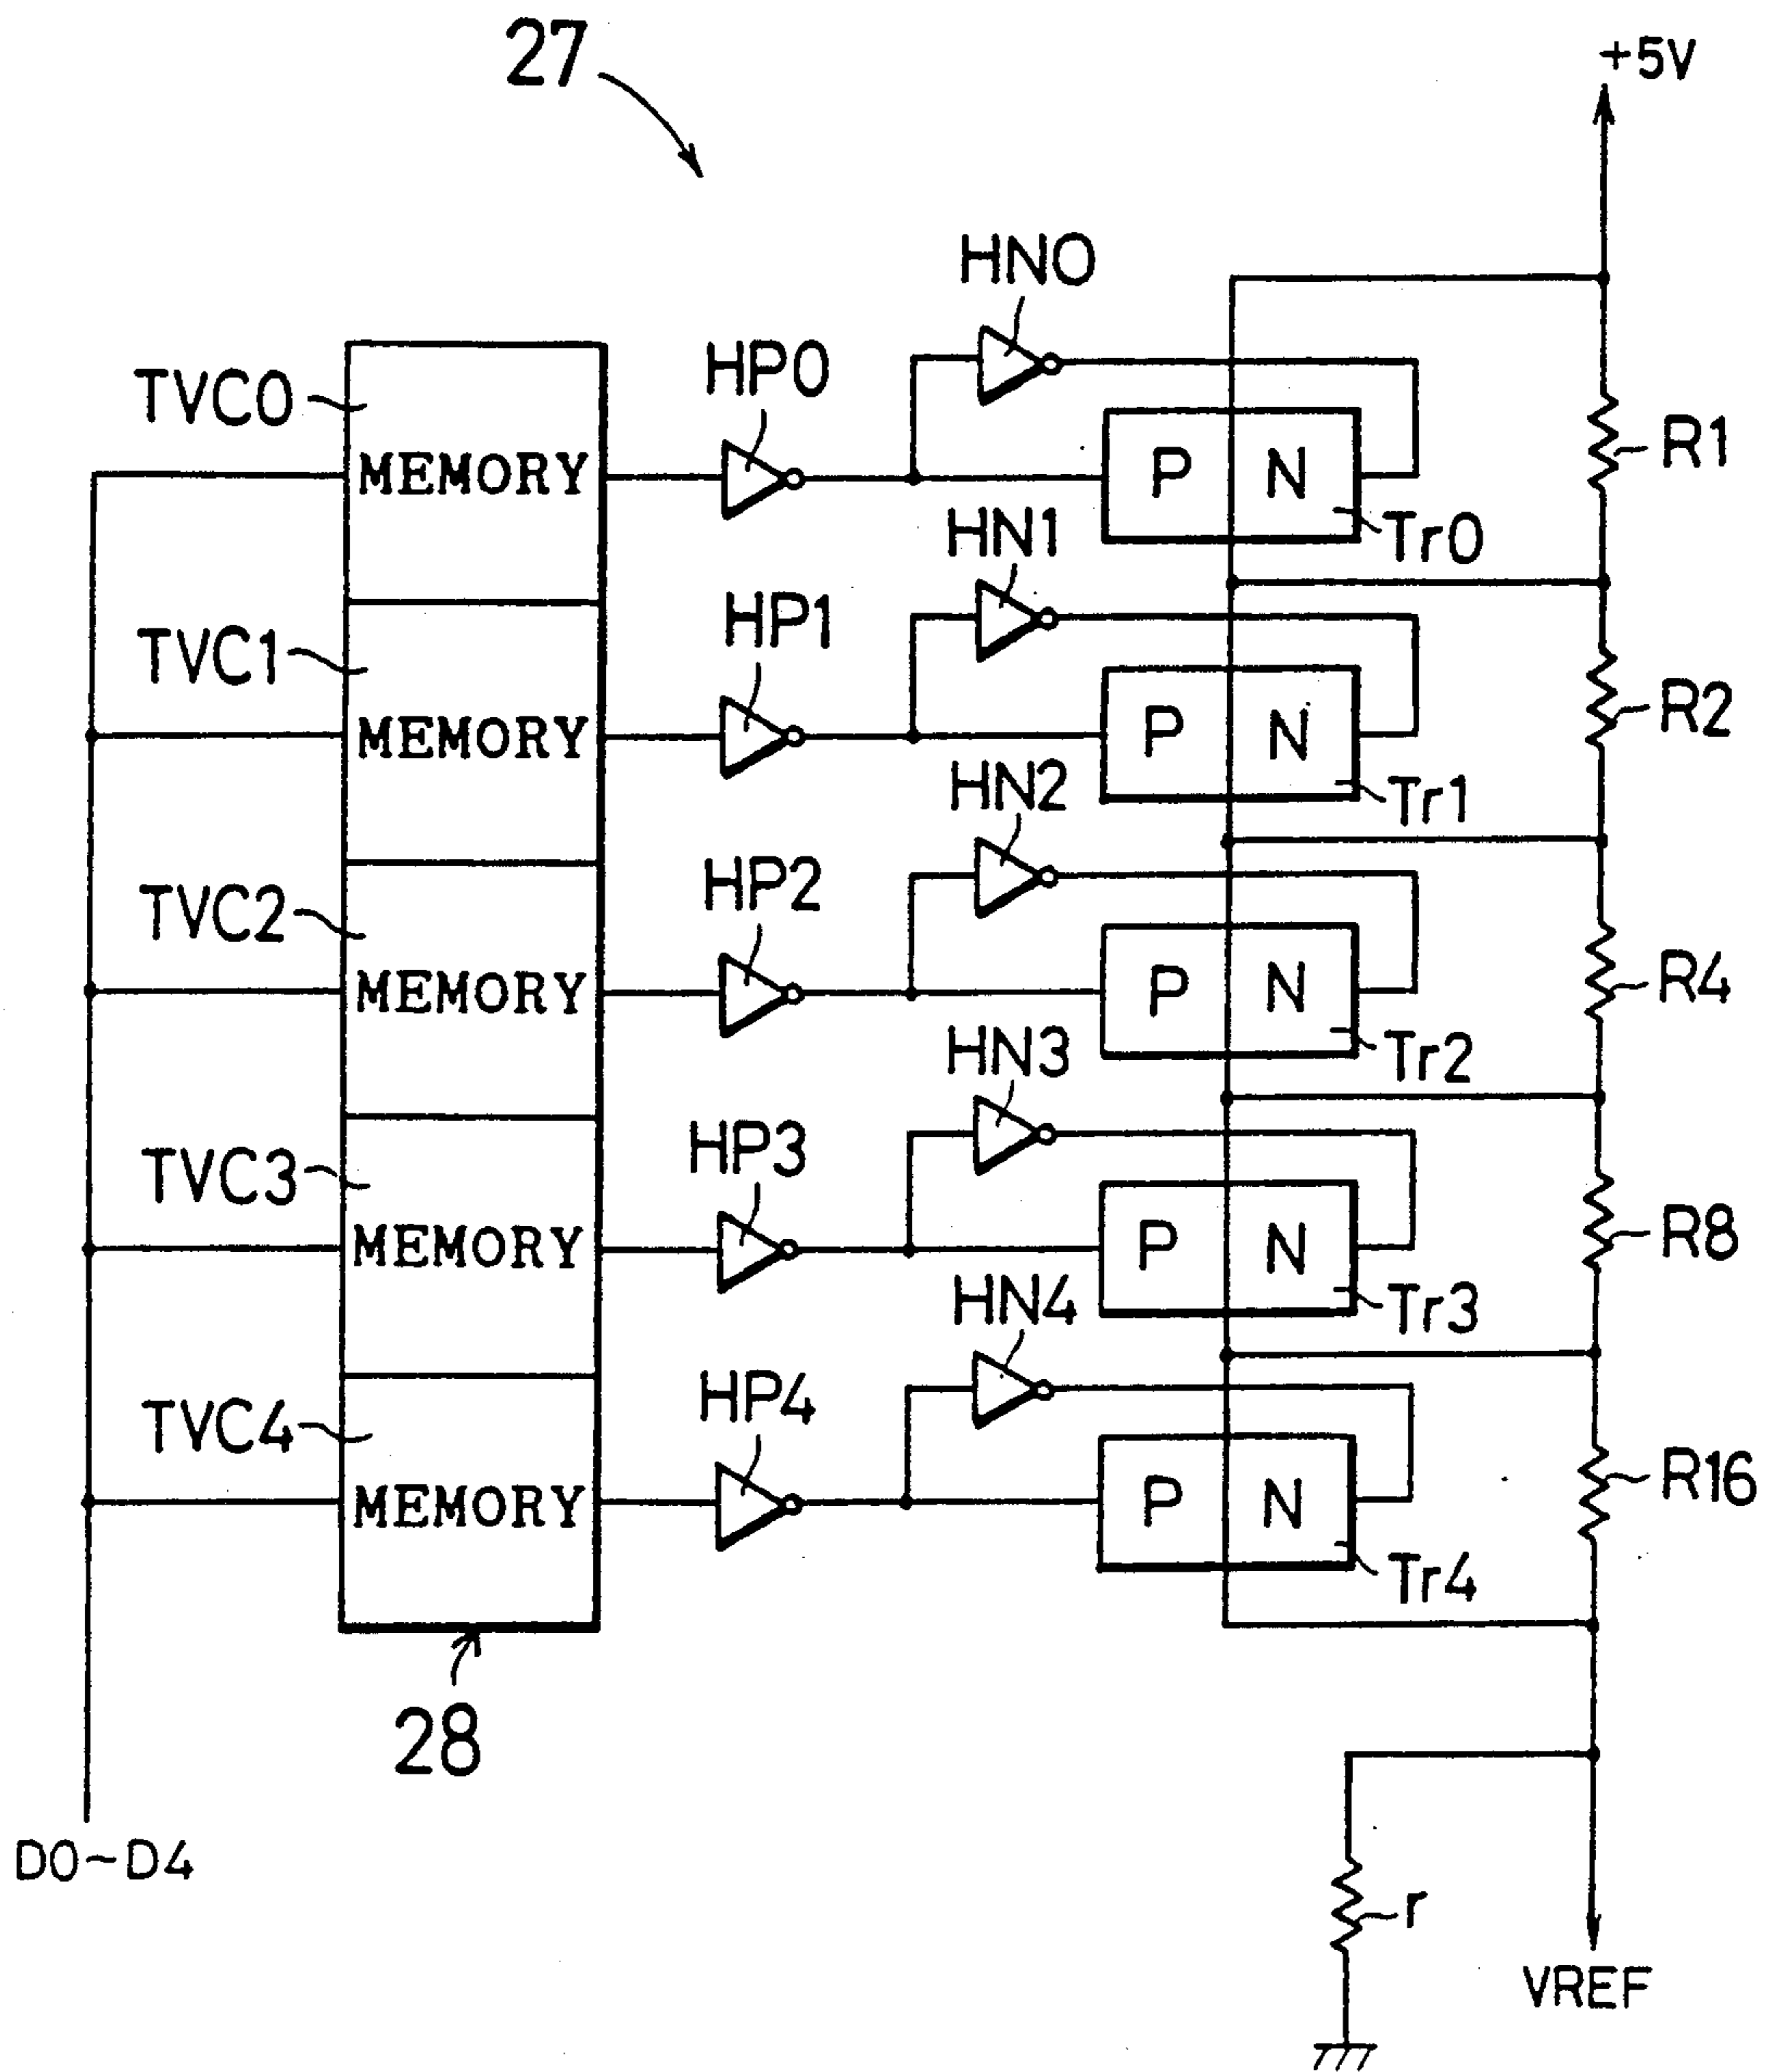 27
+5V
HN0
HP0
TVC0
MEMORY
P
N
R1
Tr0
HN1
HP1
TVC1
MEMORY
P
N
R2
Tr1
HN2
HP2
TVC2
MEMORY
P
N
R4
Tr2
HN3
HP3
TVC3
MEMORY
P
N
R8
Tr3
HN4
HP4
TVC4
MEMORY
P
N
R16
Tr4
28
D0~D4
r
VREF